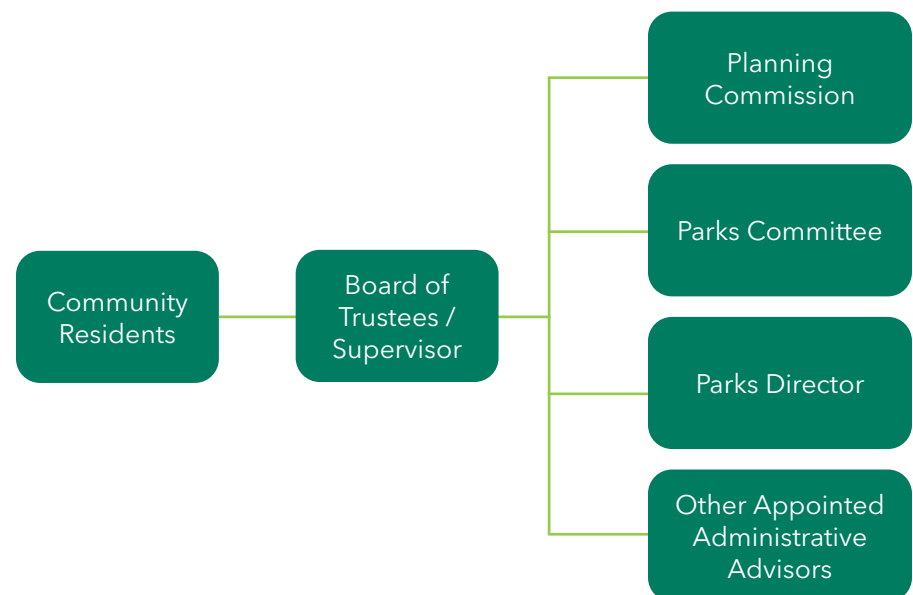 Community
Residents
Board of
Trustees /
Supervisor
Planning
Commission
Parks Committee
Parks Director
Other Appointed
Administrative
Advisors